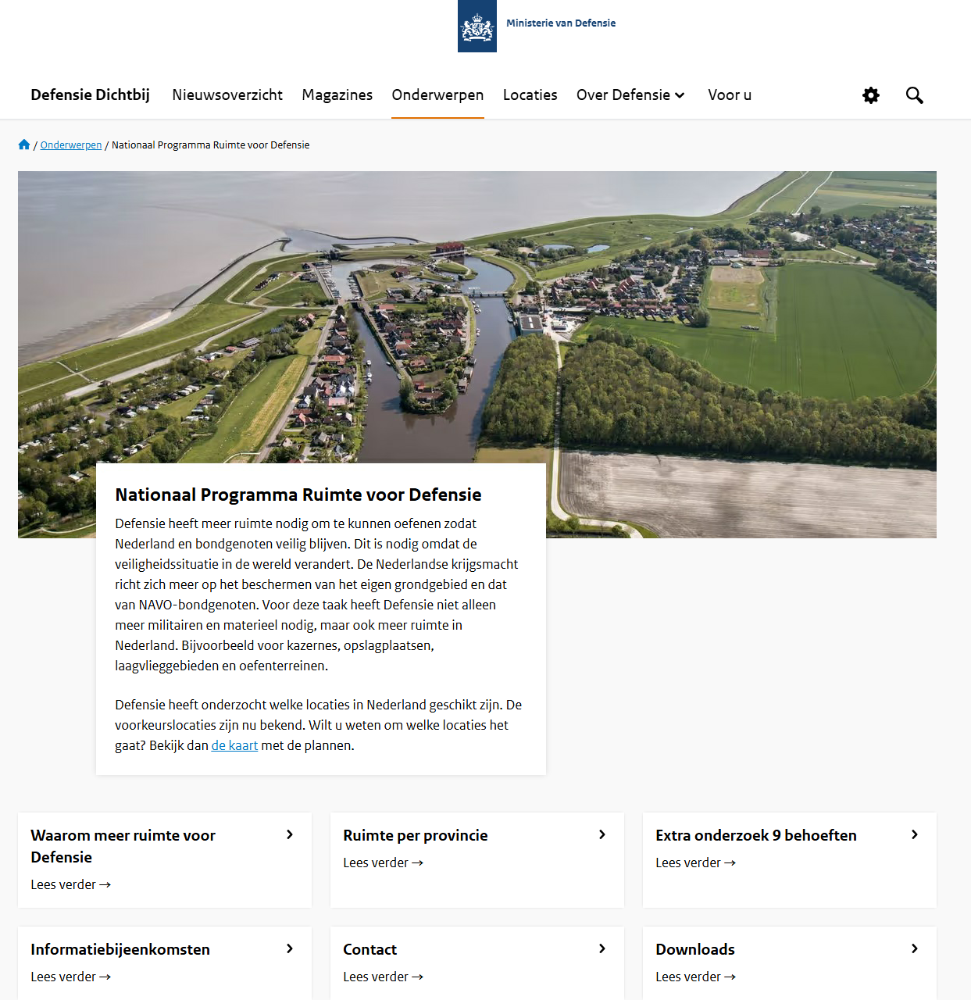 Ministerie van Defensie
Defensie Dichtbij Nieuwsoverzicht Magazines Onderwerpen Locaties Over Defensie Voor u
/ Onderwerpen / Nationaal Programma Ruimte voor Defensie
Nationaal Programma Ruimte voor Defensie
Defensie heeft meer ruimte nodig om te kunnen oefenen zodat
Nederland en bondgenoten veilig blijven. Dit is nodig omdat de
veiligheidssituatie in de wereld verandert. De Nederlandse krijgsmacht
richt zich meer op het beschermen van het eigen grondgebied en dat
van NAVO-bondgenoten. Voor deze taak heeft Defensie niet alleen
meer militairen en materieel nodig, maar ook meer ruimte in
Nederland. Bijvoorbeeld voor kazernes, opslagplaatsen,
laagvlieggebieden en oefenterreinen.
Defensie heeft onderzocht welke locaties in Nederland geschikt zijn. De
voorkeurslocaties zijn nu bekend. Wilt u weten om welke locaties het
gaat? Bekijk dan de kaart met de plannen.
Waarom meer ruimte voor
Defensie
Lees verder →
Ruimte per provincie
Lees verder →
Extra onderzoek 9 behoeften
Lees verder →
Informatiebijeenkomsten
Lees verder →
Contact
Lees verder →
Downloads
Lees verder →